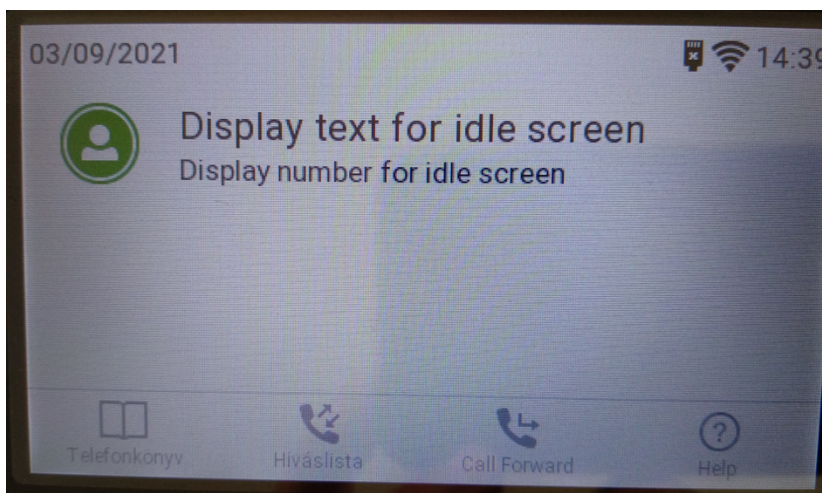 03/09/2021 14:39
Display text for idle screen
Display number for idle screen
Telefonkonyv Híváslista Call Forward Help